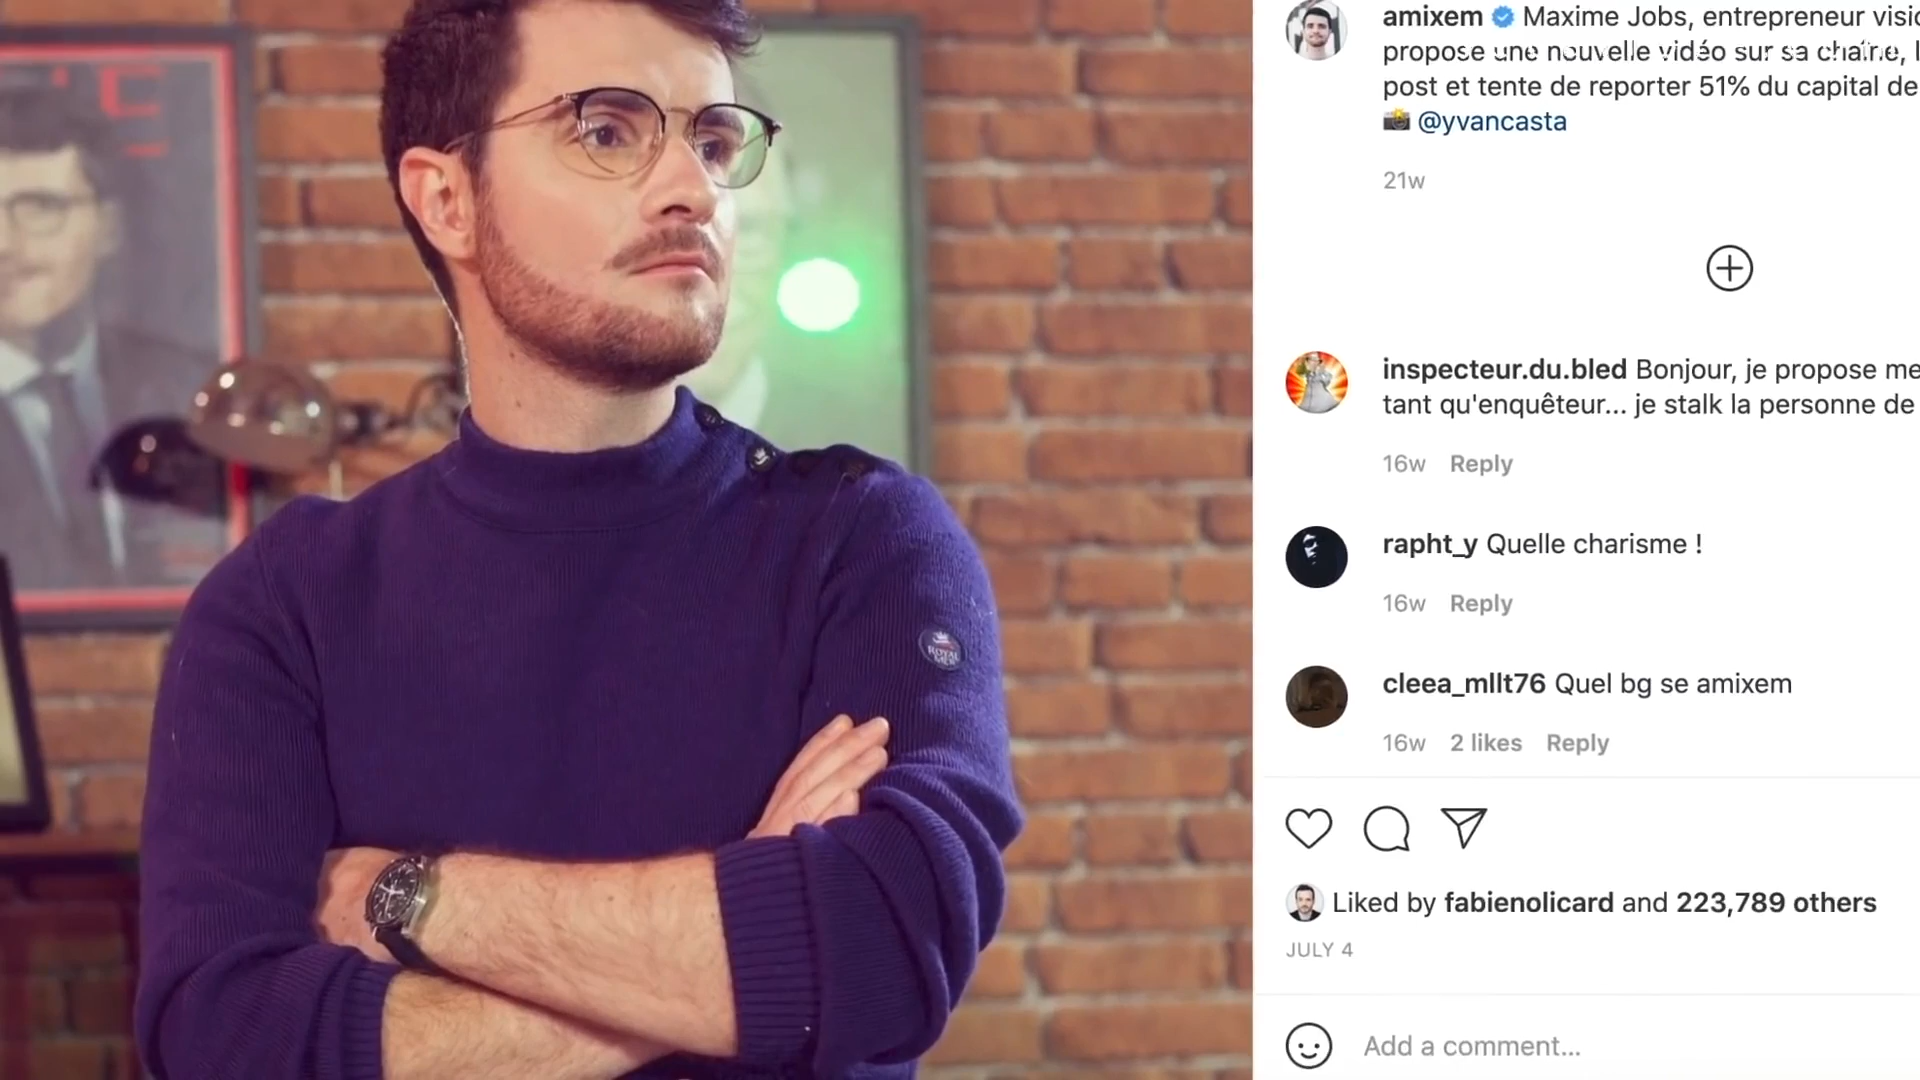 amixem Maxime Jobs, entrepreneur
propose une nouvelle vidéo sur sa chaîne,
post et tente de reporter 51% du capital de
@yvancasta
21w
inspecteur.du.bled Bonjour, je propose
tant qu'enquêteur... je stalk la personne de
16w Reply
rapht_y Quelle charisme !
16w Reply
cleea_mllt76 Quel bg se amixem
16w 2 likes Reply
Liked by fabienolicard and 223,789 others
JULY 4
Add a comment...
ROYAL
MER